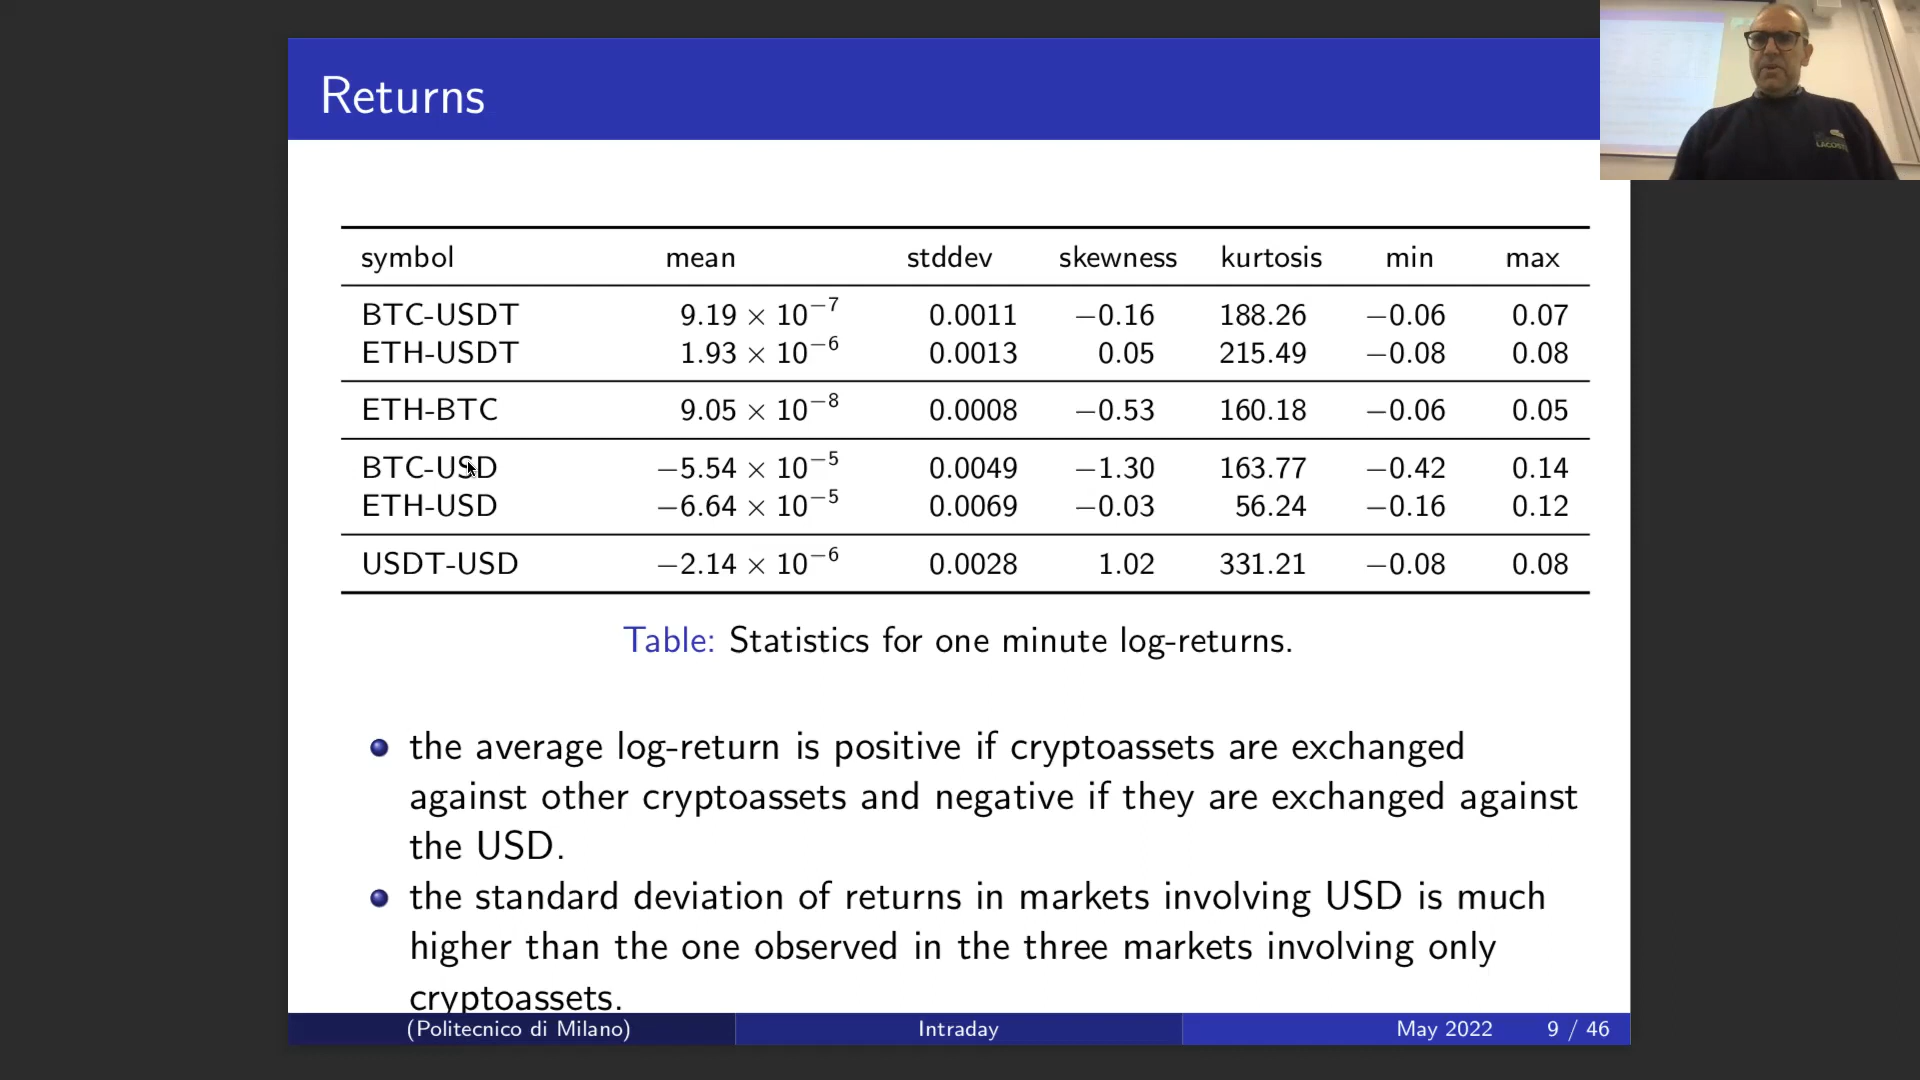 Returns
symbol mean stddev skewness kurtosis min max
BTC-USDT 9.19 × 10⁻⁷ 0.0011 −0.16 188.26 −0.06 0.07
ETH-USDT 1.93 × 10⁻⁶ 0.0013 0.05 215.49 −0.08 0.08
ETH-BTC 9.05 × 10⁻⁸ 0.0008 −0.53 160.18 −0.06 0.05
BTC-USD −5.54 × 10⁻⁵ 0.0049 −1.30 163.77 −0.42 0.14
ETH-USD −6.64 × 10⁻⁵ 0.0069 −0.03 56.24 −0.16 0.12
USDT-USD −2.14 × 10⁻⁶ 0.0028 1.02 331.21 −0.08 0.08
Table: Statistics for one minute log-returns.
the average log-return is positive if cryptoassets are exchanged
against other cryptoassets and negative if they are exchanged against
the USD.
the standard deviation of returns in markets involving USD is much
higher than the one observed in the three markets involving only
cryptoassets.
(Politecnico di Milano) Intraday May 2022 9 / 46